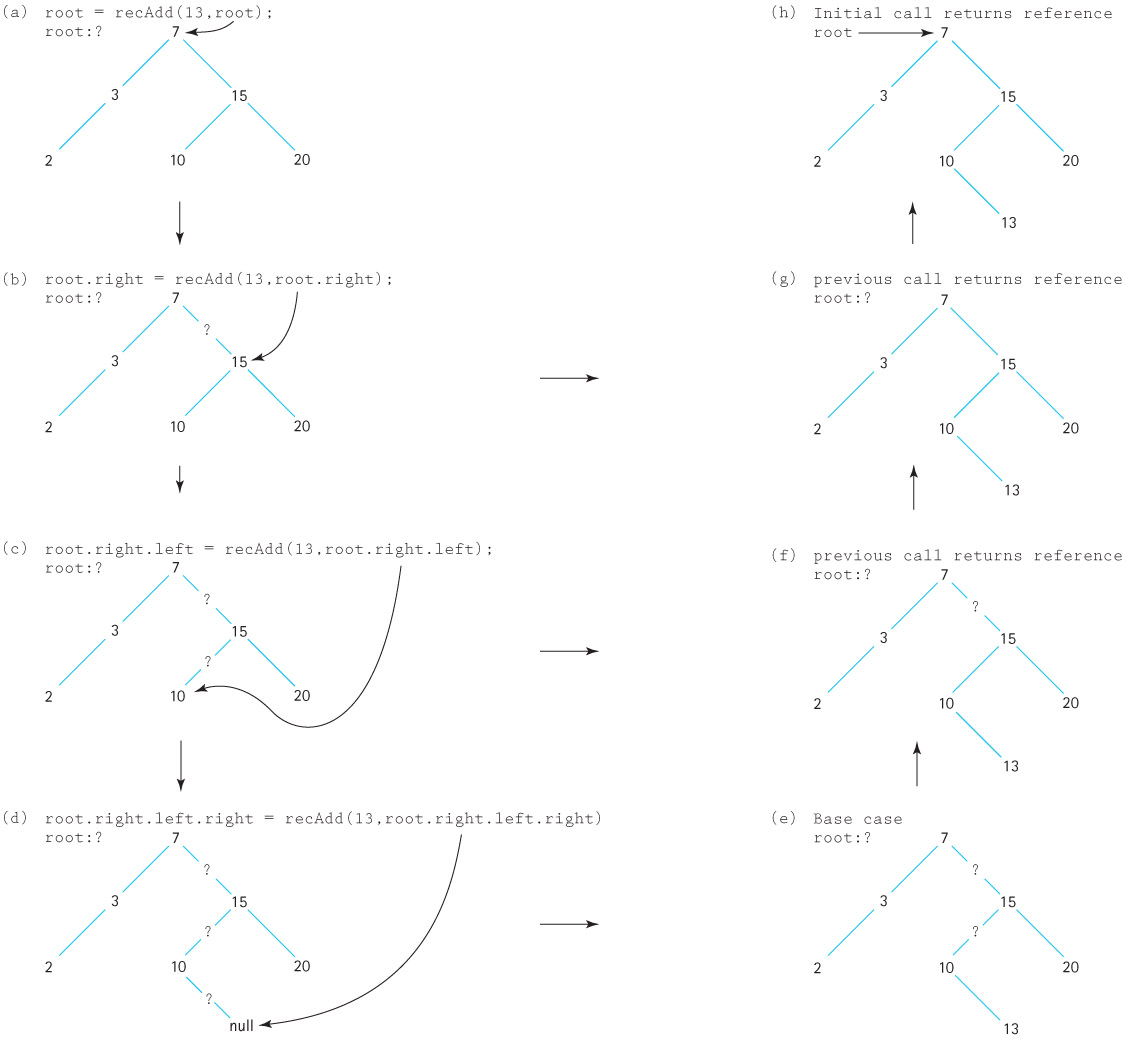 (a) root = recAdd(13,root);
root:? 7
3 15
2 10 20
(b) root.right = recAdd(13,root.right);
root:? 7
?
3 15
2 10 20
(c) root.right.left = recAdd(13,root.right.left);
root:? 7
?
3 15
?
2 10 20
(d) root.right.left.right = recAdd(13,root.right.left.right)
root:? 7
?
3 15
?
2 10 20
?
null
(h) Initial call returns reference
root 7
3 15
2 10 20
13
(g) previous call returns reference
root:? 7
3 15
2 10 20
13
(f) previous call returns reference
root:? 7
?
3 15
2 10 20
13
(e) Base case
root:? 7
?
3 15
?
2 10 20
13